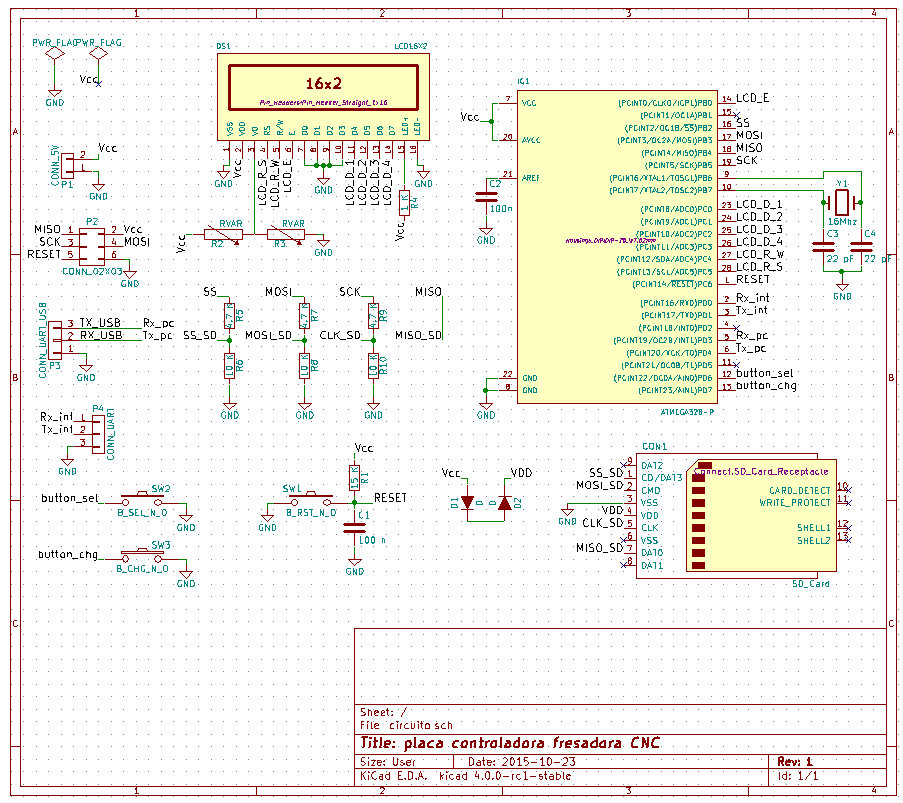 1 2 3 4
PWR_FLAG PWR_FLAG
Vcc
GND
DS1 LCD16X2
16x2
Pin_Headers:Pin_Header_Straight_1x16
VSS VDD VO RS R/W E D0 D1 D2 D3 D4 D5 D6 D7 LED+ LED-
1 2 3 4 5 6 7 8 9 10 11 12 13 14 15 16
GND Vcc LCD_R_S LCD_R_W LCD_E GND LCD_D_1 LCD_D_2 LCD_D_3 LCD_D_4 GND
1 K R4
Vcc
Vcc RVAR R2 RVAR R3 GND
CONN_5V
P1
2 Vcc
1
GND
P2
MISO 1 2 Vcc
SCK 3 4 MOSI
RESET 5 6
CONN_02X03
GND
CONN_UART_USB
P3
3 TX_USB Rx_pc
2 RX_USB Tx_pc
1
GND
SS MOSI SCK MISO
4.7 K R5 4.7 K R7 4.7 K R9
SS_SD MOSI_SD CLK_SD MISO_SD
10 K R6 10 K R8 10 K R10
GND GND GND
P4
Rx_int 1
Tx_int 2
3
CONN_UART
GND
button_sel SW2
B_SEL_N_O
GND
button_chg SW3
B_CHG_N_O
GND
Vcc
15 K R1
SW1
B_RST_N_O
RESET
C1
100 n
GND
GND
Vcc VDD
D1 D D D2
IC1
Vcc
7 VCC
20 AVCC
21 AREF
C2
100n
GND
22 GND
8 GND
GND
(PCINT0/CLKO/ICP1)PB0 14 LCD_E
(PCINT1/OC1A)PB1 15
(PCINT2/OC1B/SS)PB2 16 SS
(PCINT3/OC2A/MOSI)PB3 17 MOSI
(PCINT4/MISO)PB4 18 MISO
(PCINT5/SCK)PB5 19 SCK
(PCINT6/XTAL1/TOSC1)PB6 9
(PCINT7/XTAL2/TOSC2)PB7 10
(PCINT8/ADC0)PC0 23 LCD_D_1
(PCINT9/ADC1)PC1 24 LCD_D_2
(PCINT10/ADC2)PC2 25 LCD_D_3
(PCINT11/ADC3)PC3 26 LCD_D_4
(PCINT12/SDA/ADC4)PC4 27 LCD_R_W
(PCINT13/SCL/ADC5)PC5 28 LCD_R_S
(PCINT14/RESET)PC6 1 RESET
(PCINT16/RXD)PD0 2 Rx_int
(PCINT17/TXD)PD1 3 Tx_int
(PCINT18/INT0)PD2 4
(PCINT19/OC2B/INT1)PD3 5 Rx_pc
(PCINT20/XCK/T0)PD4 6 Tx_pc
(PCINT21/OC0B/T1)PD5 11
(PCINT22/OC0A/AIN0)PD6 12 button_sel
(PCINT23/AIN1)PD7 13 button_chg
ATMEGA328-P
Y1
16Mhz
C3 C4
22 pF 22 pF
GND
CON1
Connect:SD_Card_Receptacle
9 DAT2
SS_SD 1 CD/DAT3
MOSI_SD 2 CMD
GND 3 VSS
VDD 4 VDD
CLK_SD 5 CLK
6 VSS
MISO_SD 7 DAT0
8 DAT1
CARD_DETECT 10
WRITE_PROTECT 11
SHELL1 12
SHELL2 13
SD_Card
A A
B B
C C
Sheet: /
File: circuito.sch
Title: placa controladora fresadora CNC
Size: User Date: 2015-10-23 Rev: 1
KiCad E.D.A. kicad 4.0.0-rc1-stable Id: 1/1
1 2 3 4